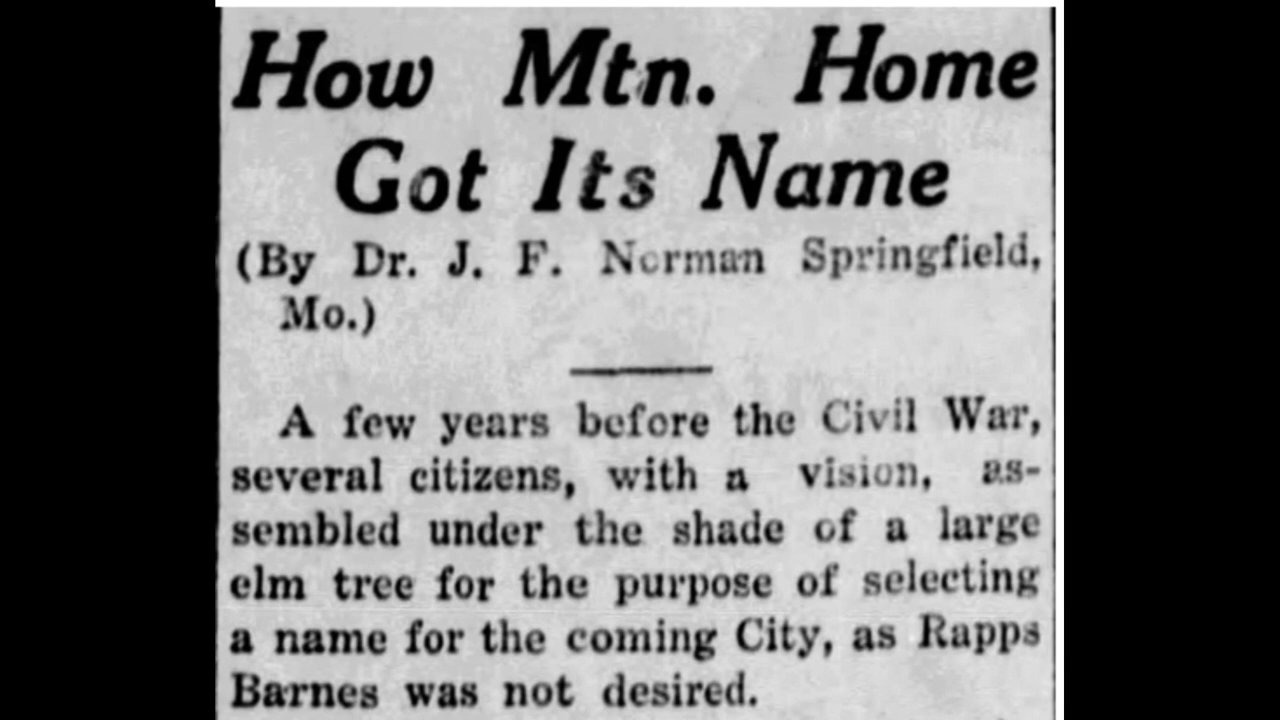 How Mtn. Home
Got Its Name
(By Dr. J. F. Norman Springfield,
Mo.)
A few years before the Civil War,
several citizens, with a vision, as-
sembled under the shade of a large
elm tree for the purpose of selecting
a name for the coming City, as Rapps
Barnes was not desired.